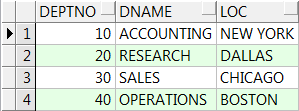 DEPTNO DNAME LOC
1 10 ACCOUNTING NEW YORK
2 20 RESEARCH DALLAS
3 30 SALES CHICAGO
4 40 OPERATIONS BOSTON